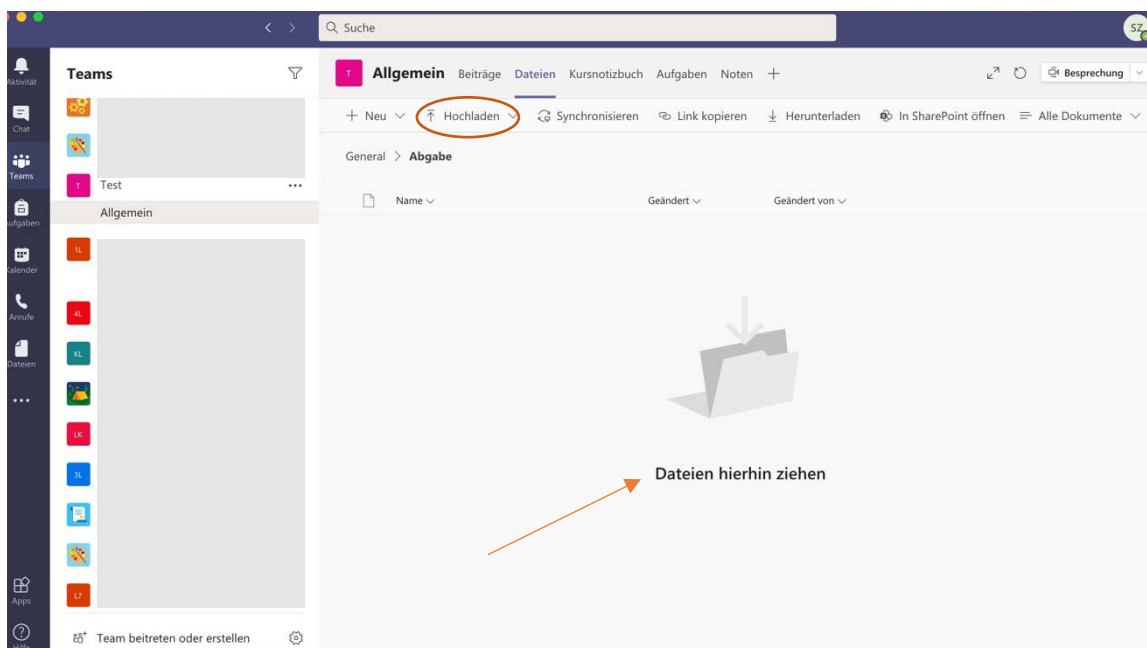 Suche
SZ
Aktivität
Chat
Teams
Aufgaben
Kalender
Anrufe
Dateien
Apps
Hilfe
Teams
T Test
Allgemein
1L
4L
KL
LK
3L
L7
Team beitreten oder erstellen
T Allgemein Beiträge Dateien Kursnotizbuch Aufgaben Noten + Besprechung
+ Neu Hochladen Synchronisieren Link kopieren Herunterladen In SharePoint öffnen Alle Dokumente
General > Abgabe
Name Geändert Geändert von
Dateien hierhin ziehen